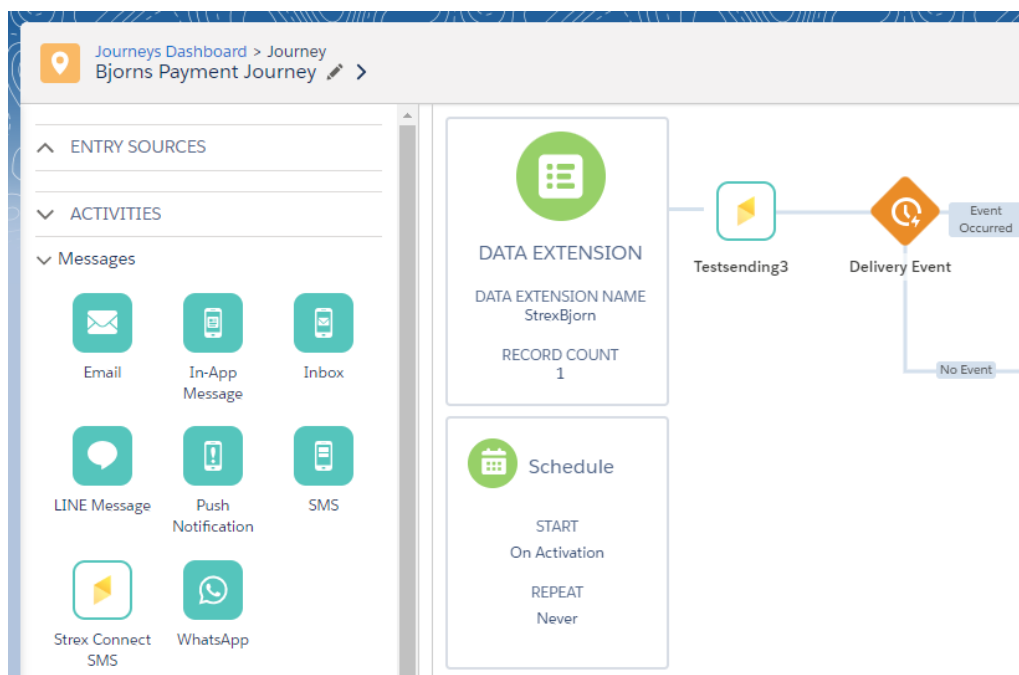 Journeys Dashboard > Journey
Bjorns Payment Journey
ENTRY SOURCES
ACTIVITIES
Messages
Email
In-App
Message
Inbox
LINE Message
Push
Notification
SMS
Strex Connect
SMS
WhatsApp
DATA EXTENSION
DATA EXTENSION NAME
StrexBjorn
RECORD COUNT
1
Schedule
START
On Activation
REPEAT
Never
Testsending3
Delivery Event
Event
Occurred
No Event